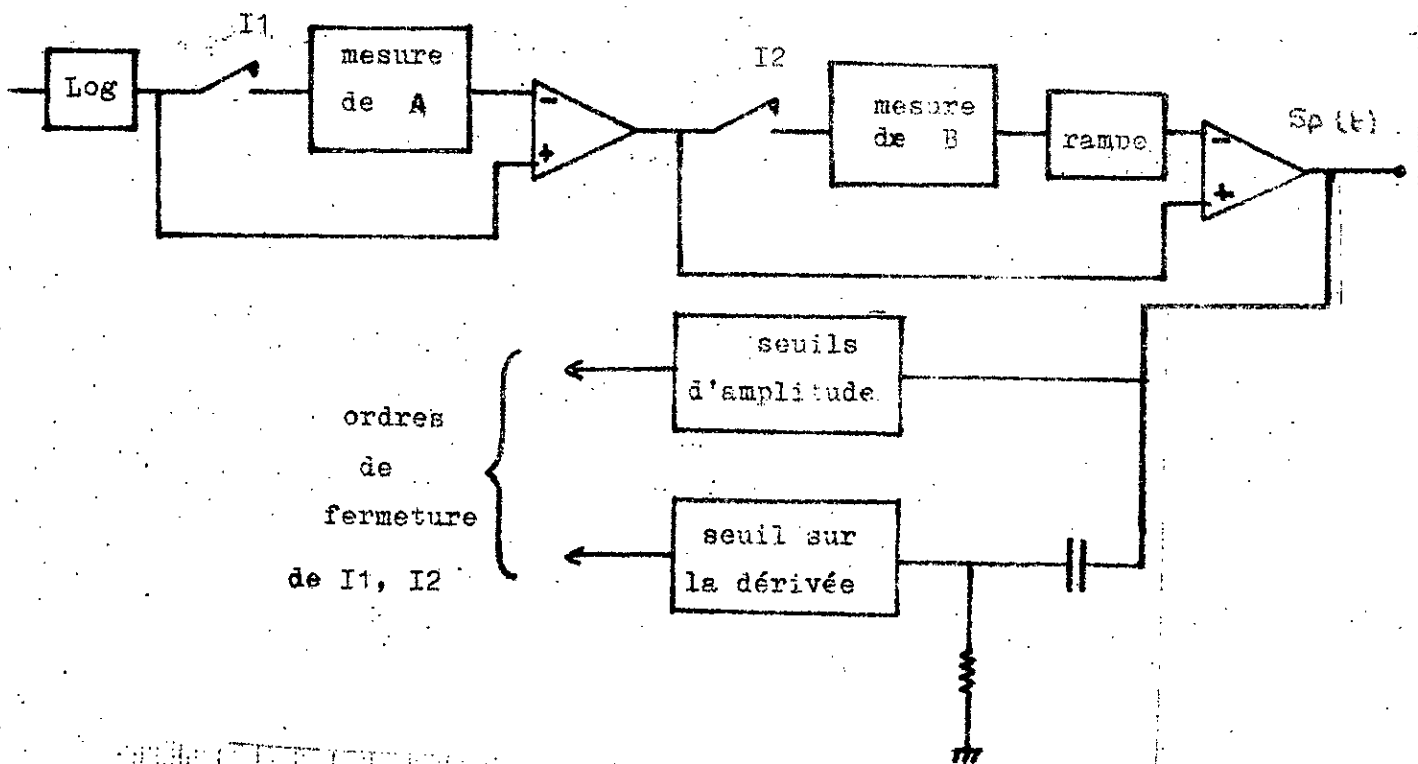 I1
Log
mesure
de A
-
+
I2
mesure
de B
rampe
-
+
Sp(t)
seuils
d'amplitude
ordres
de
fermeture
de I1, I2
seuil sur
la dérivée